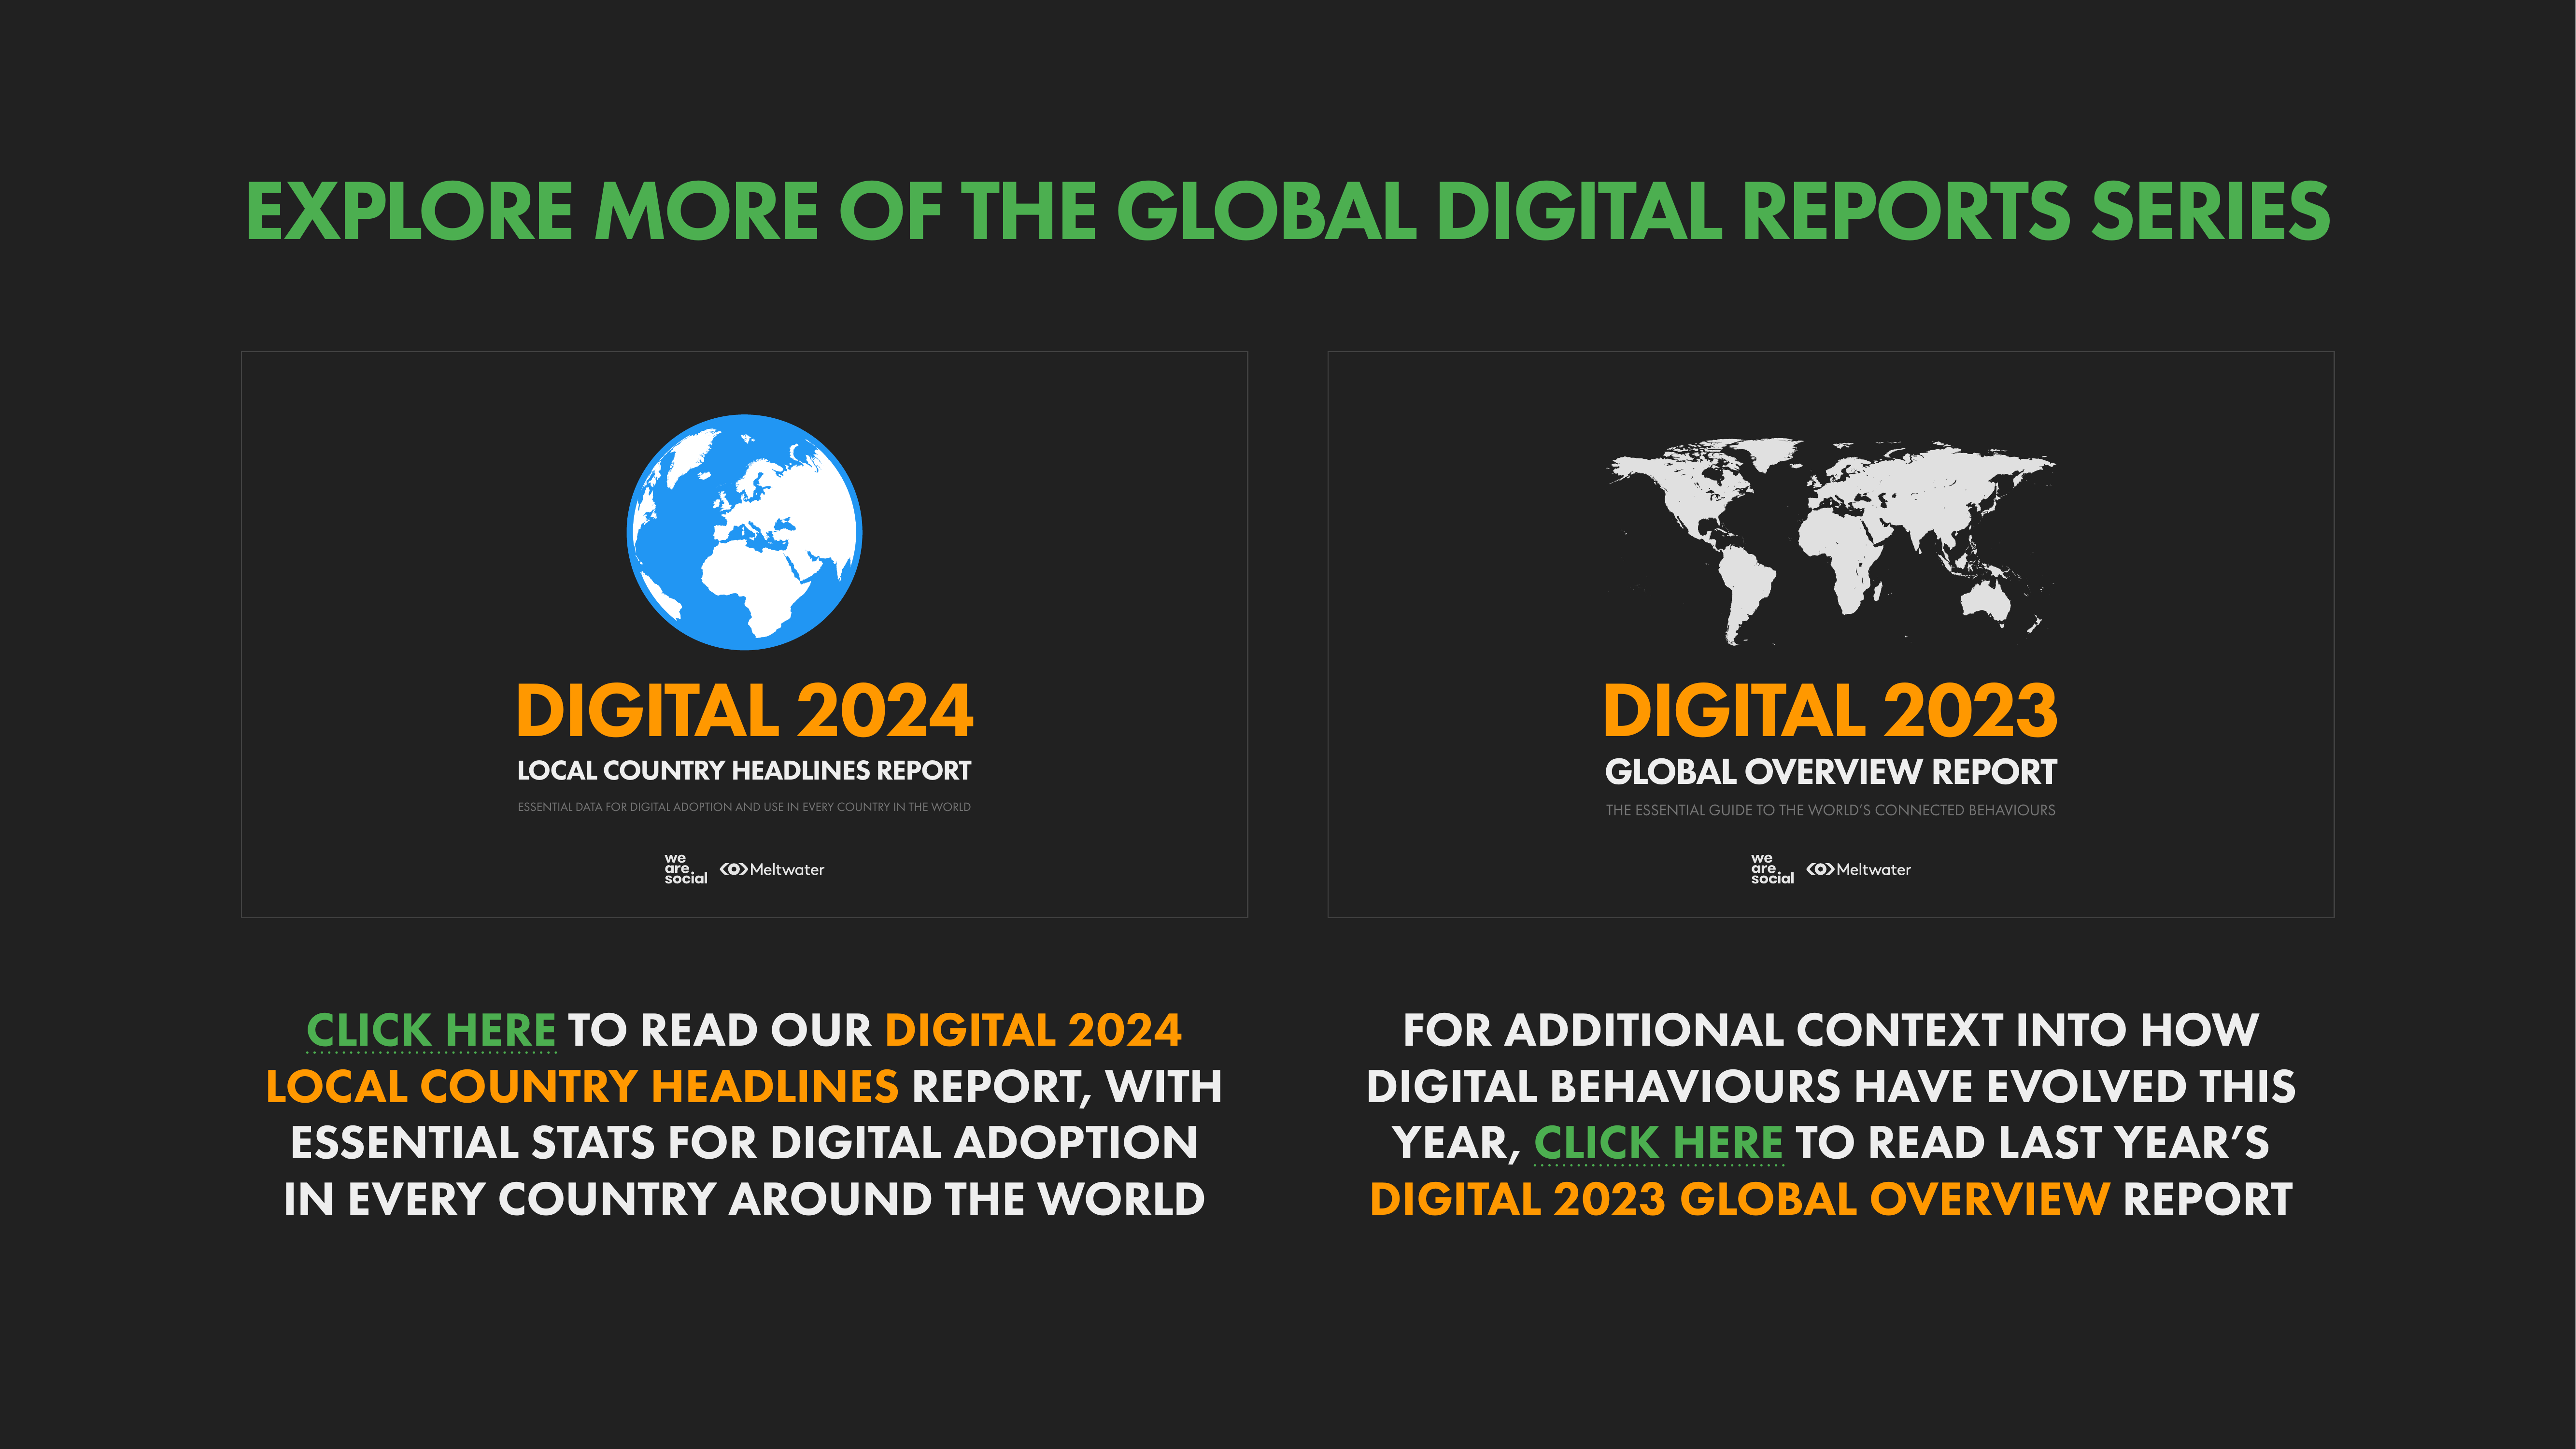 EXPLORE MORE OF THE GLOBAL DIGITAL REPORTS SERIES
DIGITAL 2024
LOCAL COUNTRY HEADLINES REPORT
ESSENTIAL DATA FOR DIGITAL ADOPTION AND USE IN EVERY COUNTRY IN THE WORLD
we
are
social
Meltwater
CLICK HERE TO READ OUR DIGITAL 2024
LOCAL COUNTRY HEADLINES REPORT, WITH
ESSENTIAL STATS FOR DIGITAL ADOPTION
IN EVERY COUNTRY AROUND THE WORLD
DIGITAL 2023
GLOBAL OVERVIEW REPORT
THE ESSENTIAL GUIDE TO THE WORLD’S CONNECTED BEHAVIOURS
we
are
social
Meltwater
FOR ADDITIONAL CONTEXT INTO HOW
DIGITAL BEHAVIOURS HAVE EVOLVED THIS
YEAR, CLICK HERE TO READ LAST YEAR’S
DIGITAL 2023 GLOBAL OVERVIEW REPORT